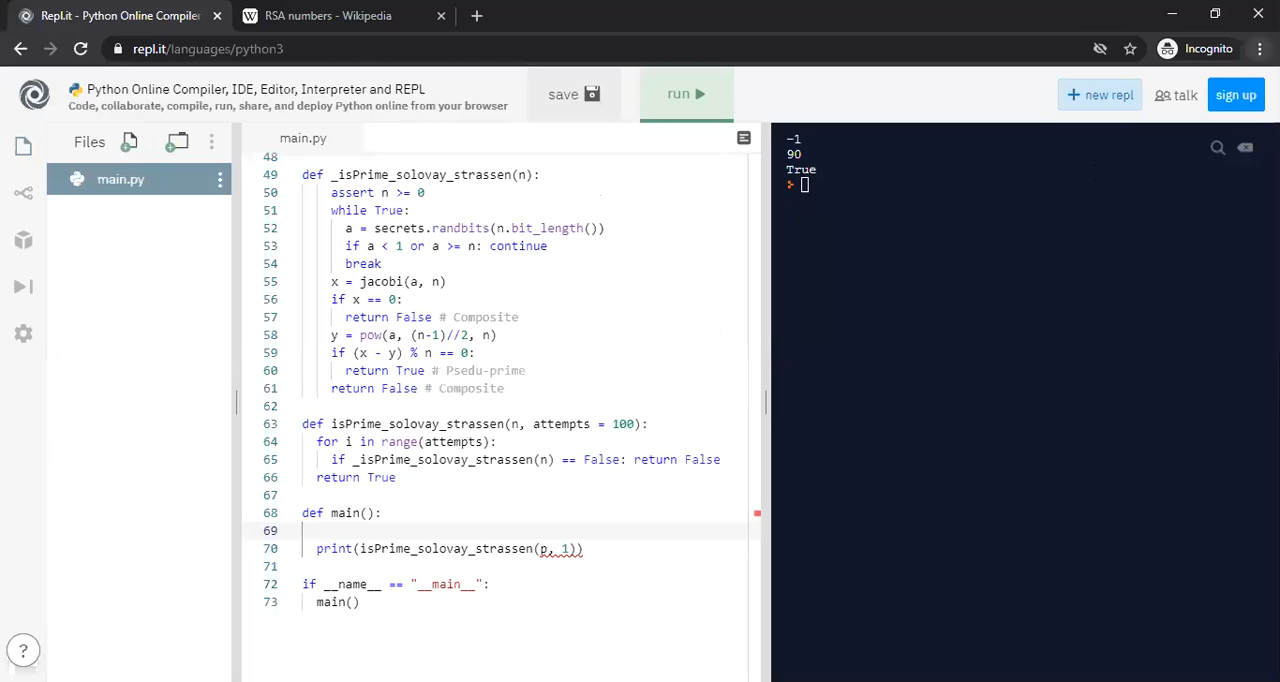 Repl.it - Python Online Compiler
RSA numbers - Wikipedia
repl.it/languages/python3
Incognito
Python Online Compiler, IDE, Editor, Interpreter and REPL
Code, collaborate, compile, run, share, and deploy Python online from your browser
save
run
new repl
talk
sign up
Files
main.py
main.py
48
49 def _isPrime_solovay_strassen(n):
50 assert n >= 0
51 while True:
52 a = secrets.randbits(n.bit_length())
53 if a < 1 or a >= n: continue
54 break
55 x = jacobi(a, n)
56 if x == 0:
57 return False # Composite
58 y = pow(a, (n-1)//2, n)
59 if (x - y) % n == 0:
60 return True # Psedu-prime
61 return False # Composite
62
63 def isPrime_solovay_strassen(n, attempts = 100):
64 for i in range(attempts):
65 if _isPrime_solovay_strassen(n) == False: return False
66 return True
67
68 def main():
69
70 print(isPrime_solovay_strassen(p, 1))
71
72 if __name__ == "__main__":
73 main()
-1
90
True
?